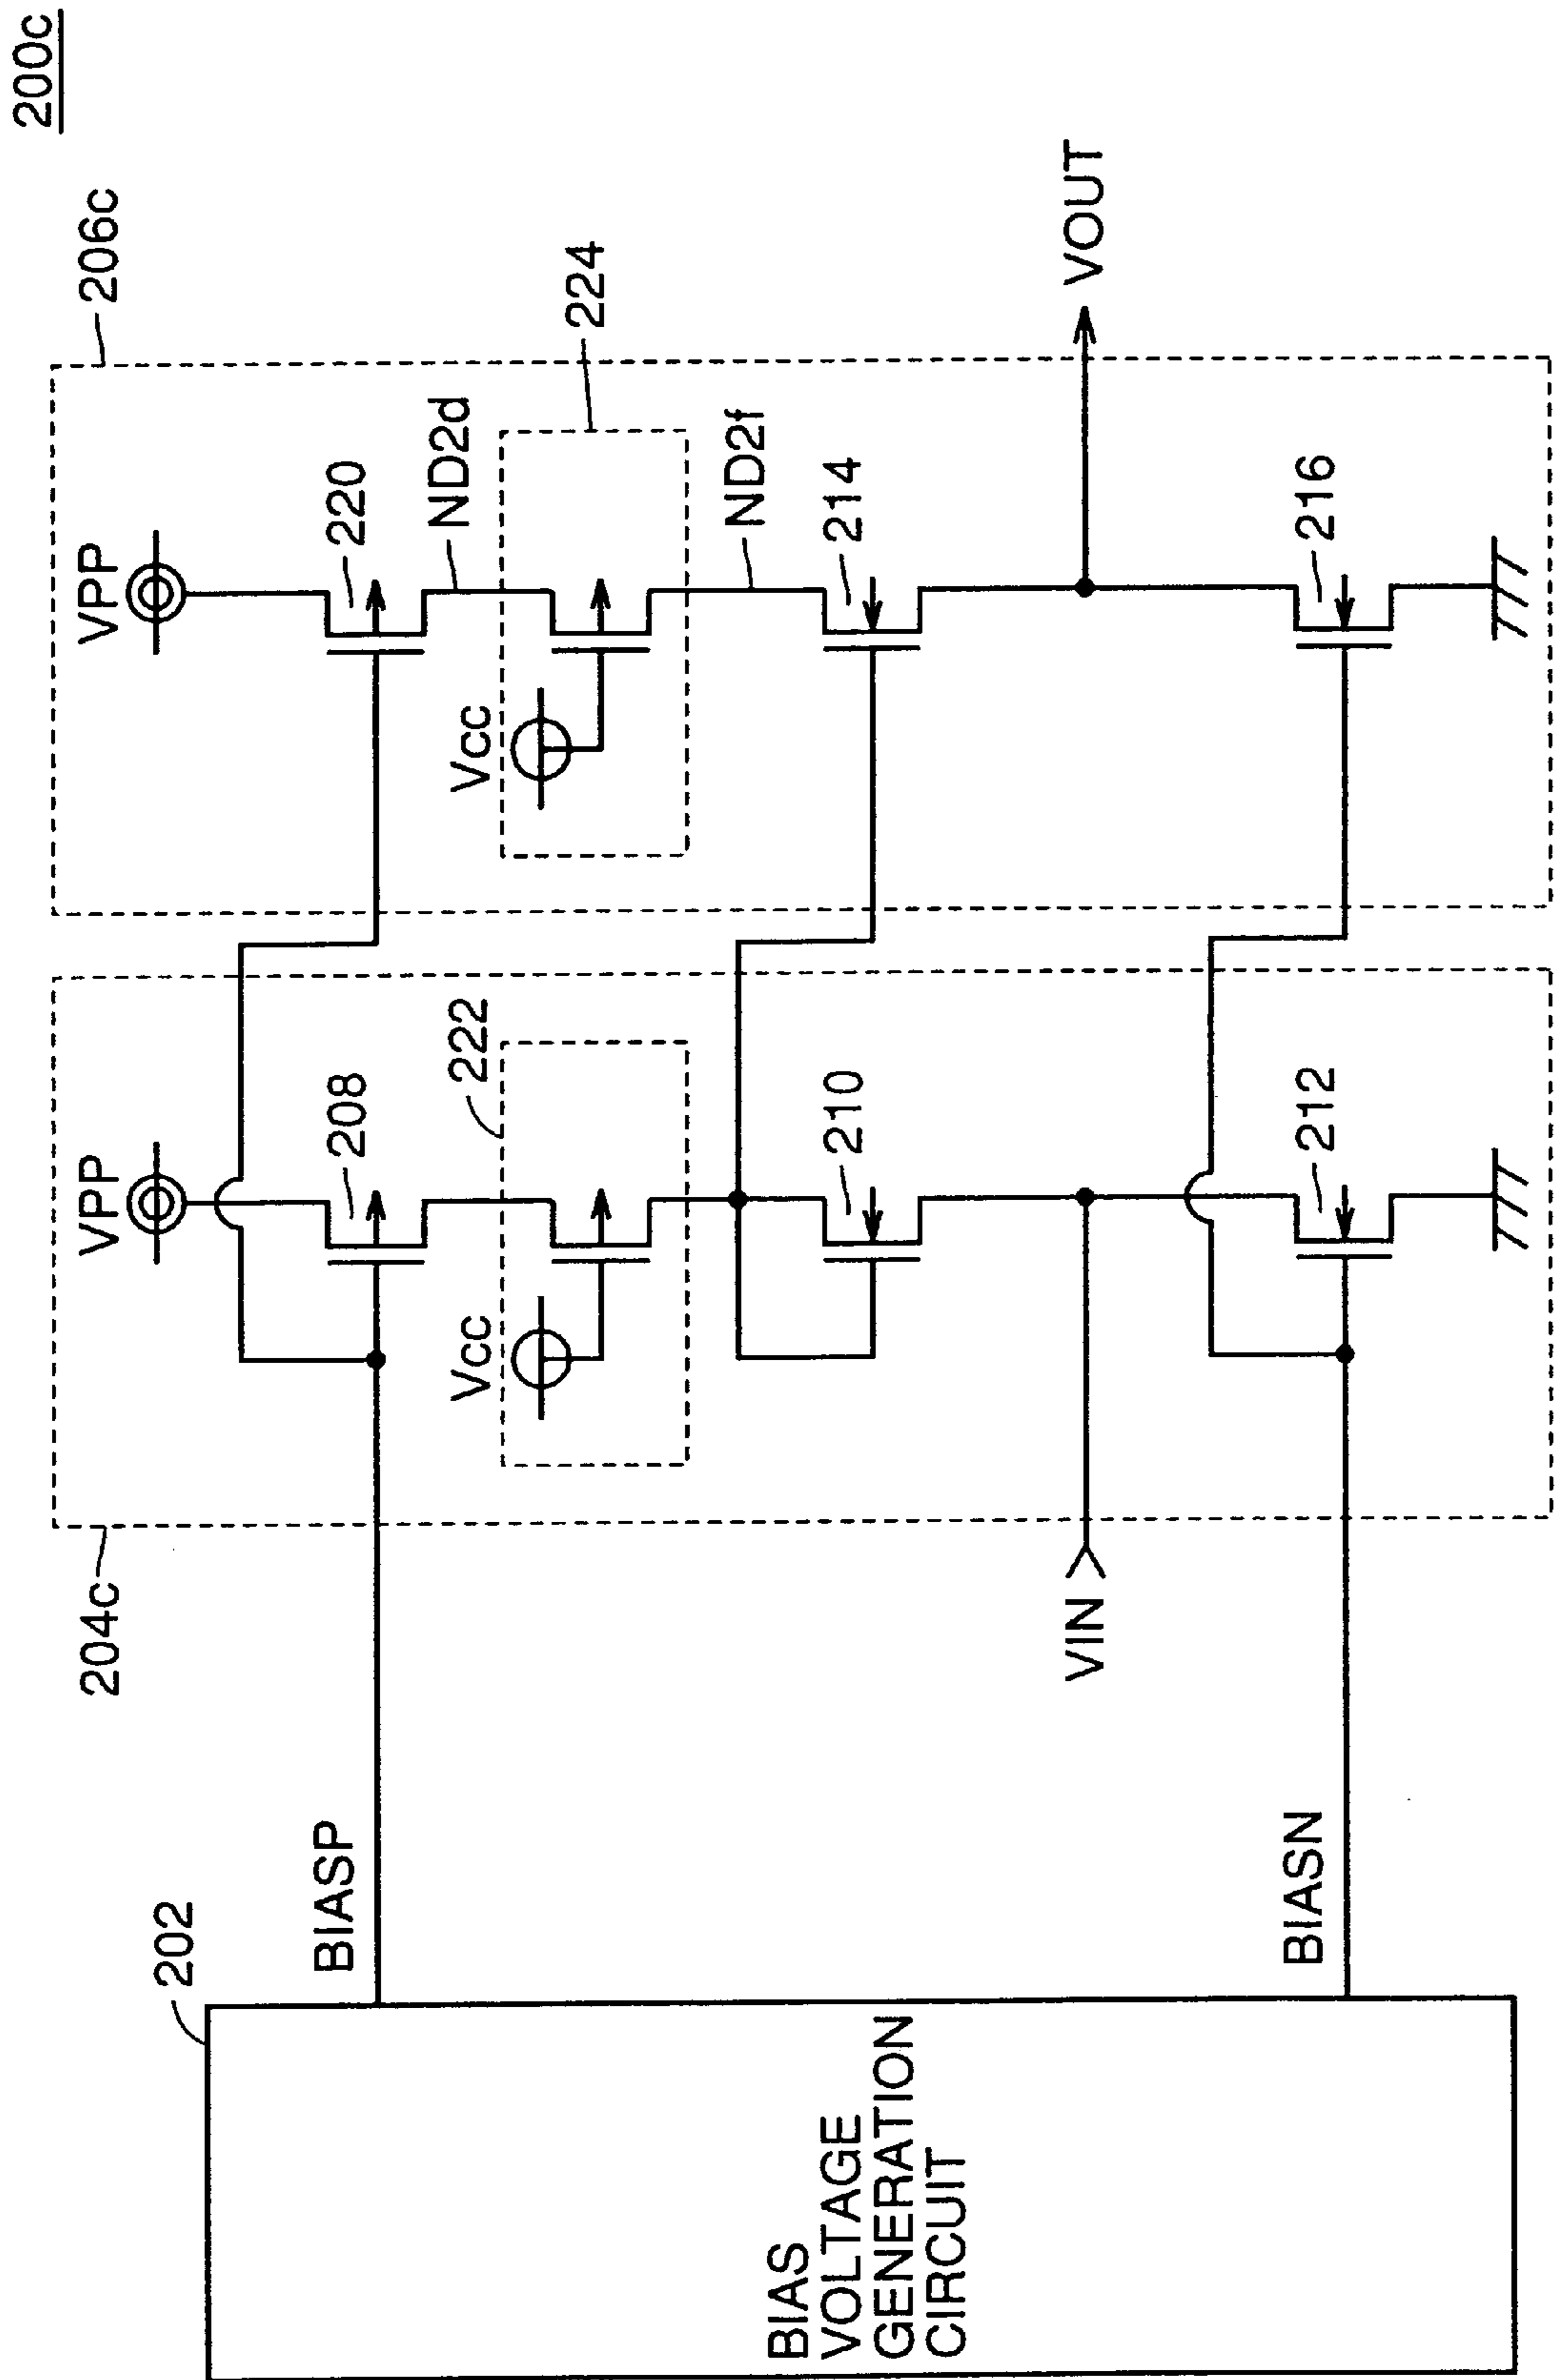 200c
204c
206c
VPP
VPP
202
208
220
BIASP
ND2d
222
224
Vcc
Vcc
ND2f
210
214
BIAS
VOLTAGE
GENERATION
CIRCUIT
VIN
VOUT
BIASN
212
216